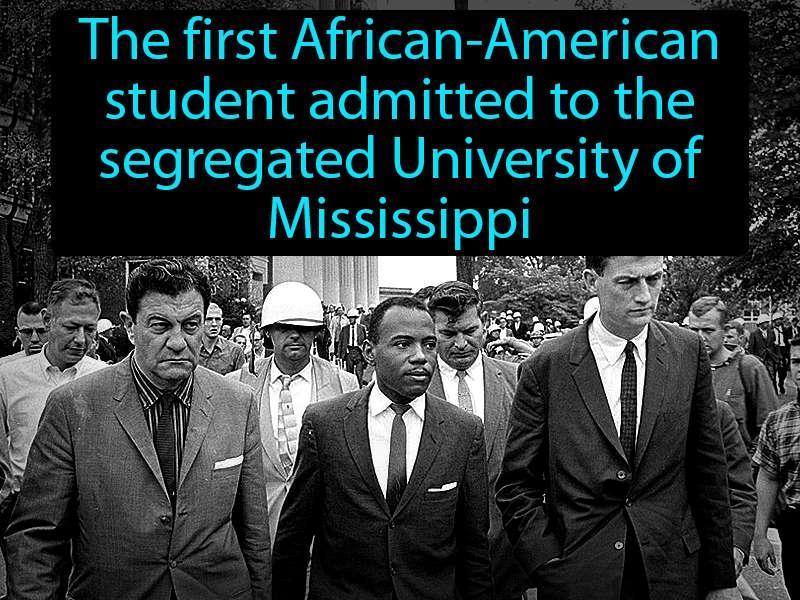 The first African-American
student admitted to the
segregated University of
Mississippi